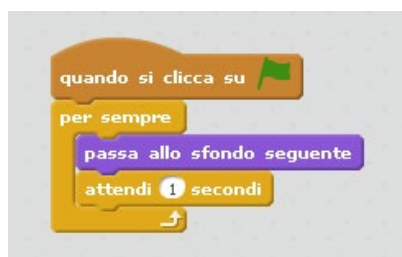 quando si clicca su
per sempre
passa allo sfondo seguente
attendi 1 secondi